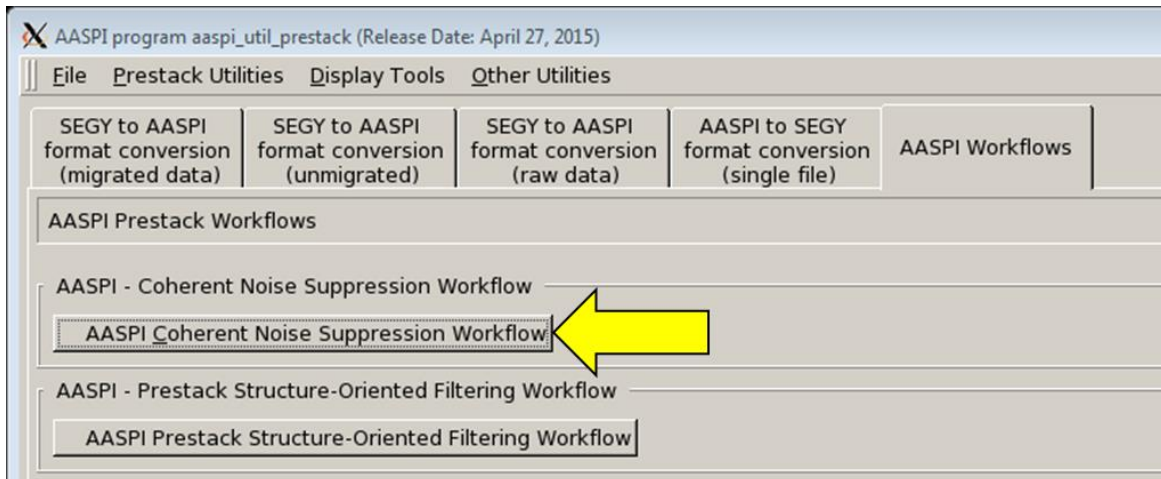 AASPI program aaspi_util_prestack (Release Date: April 27, 2015)
File Prestack Utilities Display Tools Other Utilities
SEGY to AASPI
format conversion
(migrated data)
SEGY to AASPI
format conversion
(unmigrated)
SEGY to AASPI
format conversion
(raw data)
AASPI to SEGY
format conversion
(single file)
AASPI Workflows
AASPI Prestack Workflows
AASPI - Coherent Noise Suppression Workflow
AASPI Coherent Noise Suppression Workflow
AASPI - Prestack Structure-Oriented Filtering Workflow
AASPI Prestack Structure-Oriented Filtering Workflow